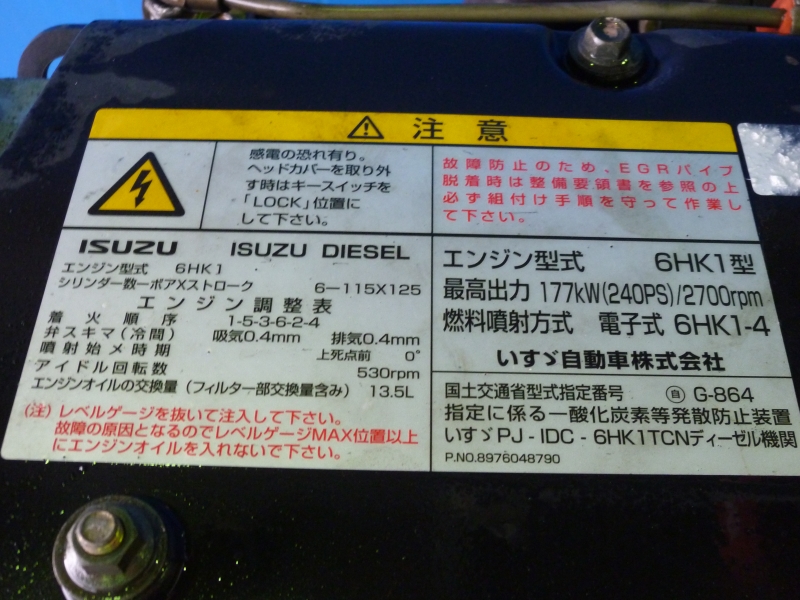 ⚠ 注意
感電の恐れ有り。
ヘッドカバーを取り外
す時はキースイッチを
「LOCK」位置に
して下さい。
故障防止のため、EGRパイプ
脱着時は整備要領書を参照の上
必ず組付け手順を守って作業し
て下さい。
ISUZU ISUZU DIESEL
エンジン型式 6HK1
シリンダー数ーボアXストローク 6-115X125
エンジン調整表
着火順序 1-5-3-6-2-4
弁スキマ(冷間) 吸気0.4mm 排気0.4mm
噴射始メ時期 上死点前 0°
アイドル回転数 530rpm
エンジンオイルの交換量(フィルター部交換量含み) 13.5L
(注)レベルゲージを抜いて注入して下さい。
故障の原因となるのでレベルゲージMAX位置以上
にエンジンオイルを入れないで下さい。
エンジン型式 6HK1型
最高出力 177kW(240PS)/2700rpm
燃料噴射方式 電子式 6HK1-4
いすゞ自動車株式会社
国土交通省型式指定番号 ㊀自 G-864
指定に係る一酸化炭素等発散防止装置
いすゞPJ-IDC-6HK1TCNディーゼル機関
P.NO.8976048790